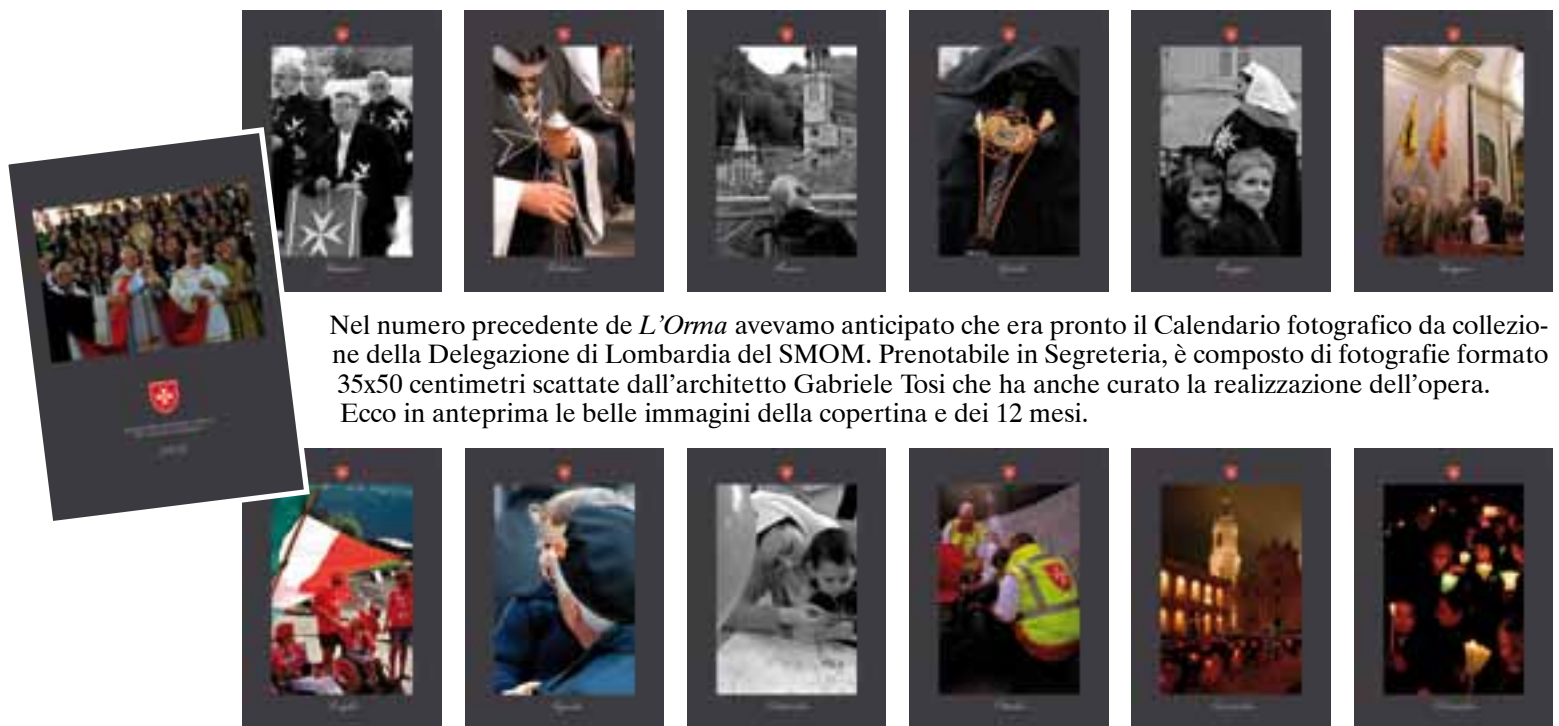 Nel numero precedente de L’Orma avevamo anticipato che era pronto il Calendario fotografico da collezio-
ne della Delegazione di Lombardia del SMOM. Prenotabile in Segreteria, è composto di fotografie formato
35x50 centimetri scattate dall’architetto Gabriele Tosi che ha anche curato la realizzazione dell’opera.
Ecco in anteprima le belle immagini della copertina e dei 12 mesi.